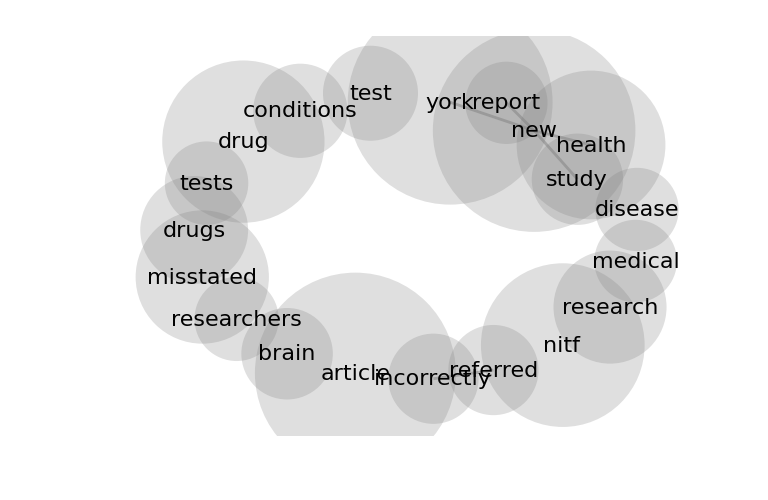 test
york
report
conditions
new
drug
health
study
tests
disease
drugs
medical
misstated
research
researchers
nitf
brain
referred
article
incorrectly